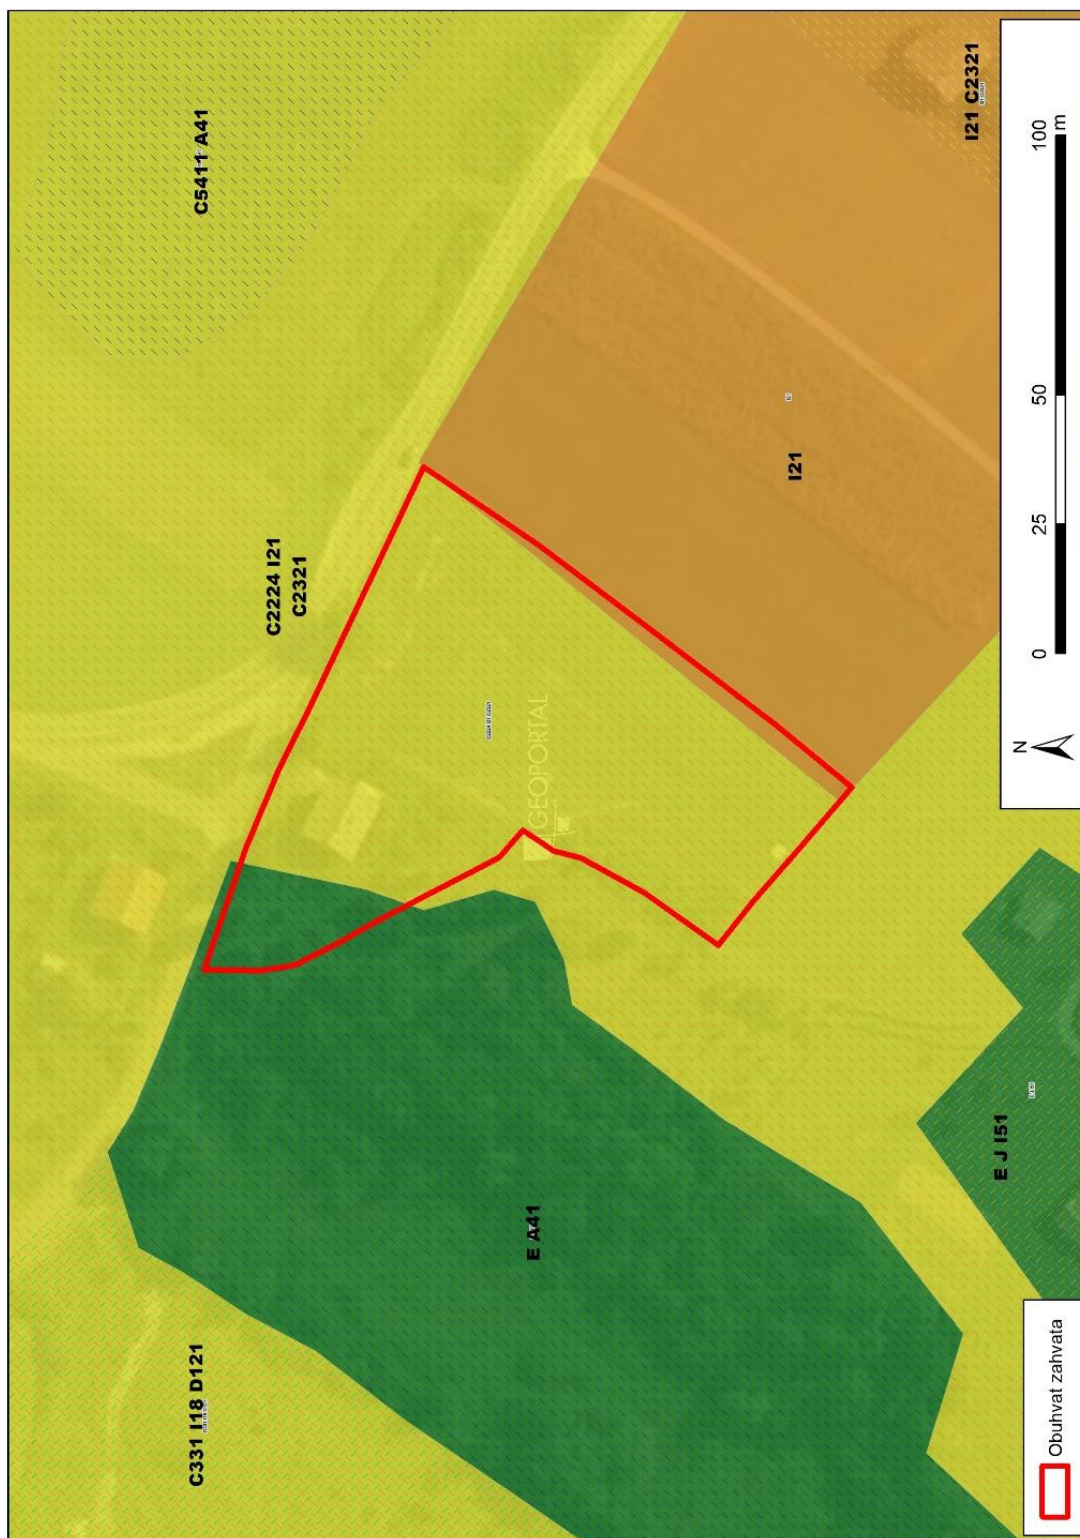 C331 I18 D121
C2224 I21
C2321
C5411 A41
E A41
GEOPORTAL
I21
I21 C2321
E J I51
Obuhvat zahvata
N
0 25 50 100
m